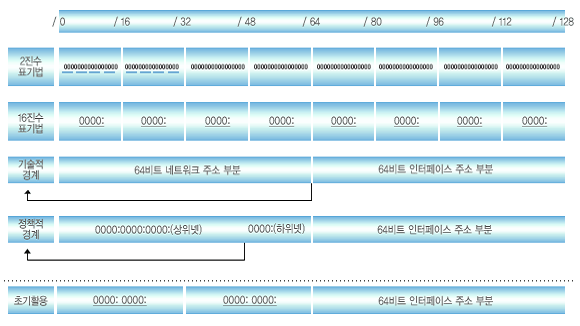 / 0 / 16 / 32 / 48 / 64 / 80 / 96 / 112 / 128
2진수
표기법
0000000000000000 0000000000000000 0000000000000000 0000000000000000 0000000000000000 0000000000000000 0000000000000000 0000000000000000
16진수
표기법
0000: 0000: 0000: 0000: 0000: 0000: 0000: 0000:
기술적
경계
64비트 네트워크 주소 부분 64비트 인터페이스 주소 부분
정책적
경계
0000:0000:0000:(상위넷) 0000:(하위넷) 64비트 인터페이스 주소 부분
초기활용 0000: 0000: 0000: 0000: 64비트 인터페이스 주소 부분